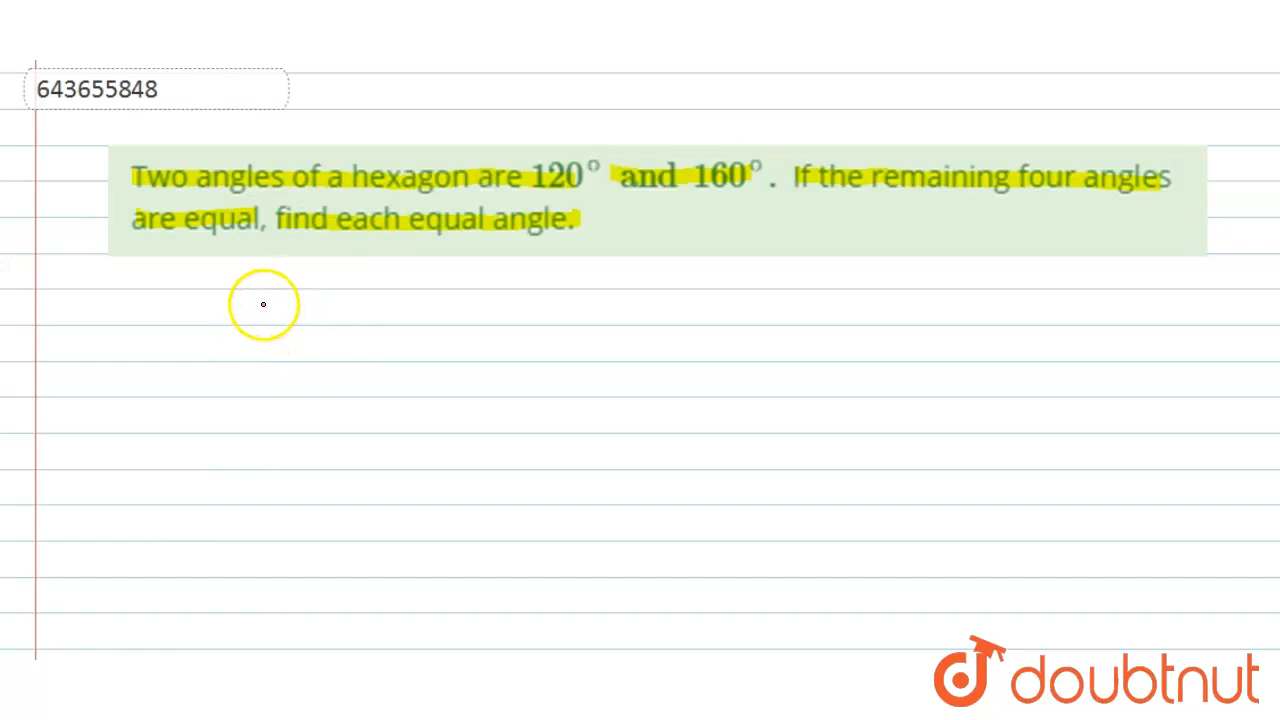 643655848
Two angles of a hexagon are 120° and 160°. If the remaining four angles
are equal, find each equal angle.
doubtnut